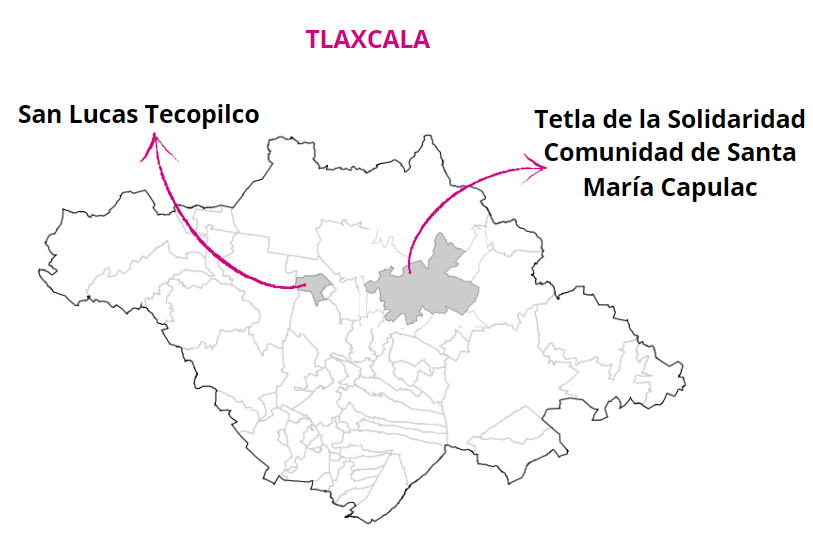 TLAXCALA
San Lucas Tecopilco
Tetla de la Solidaridad
Comunidad de Santa
María Capulac